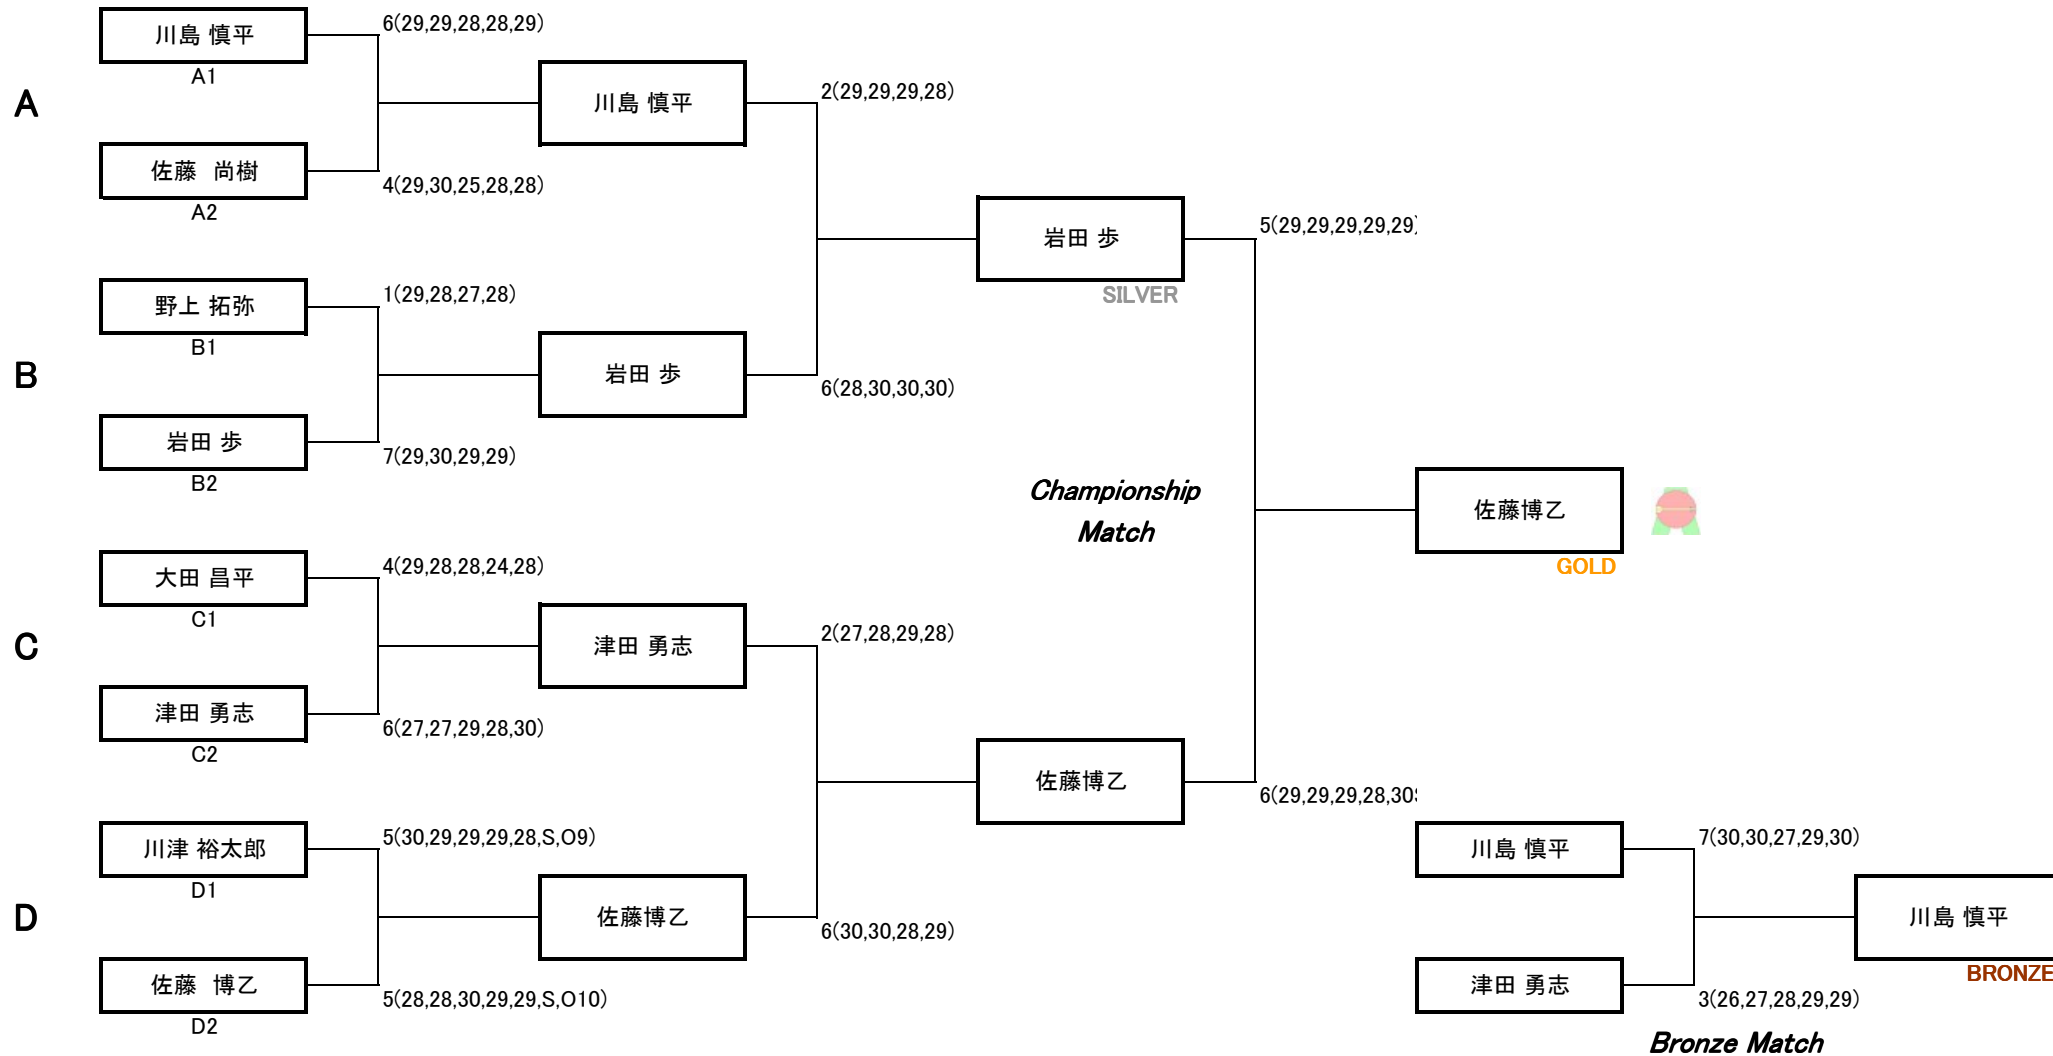 川島 慎平
6(29,29,28,28,29)
A1
A
川島 慎平
2(29,29,29,28)
佐藤　尚樹
4(29,30,25,28,28)
A2
岩田 歩
5(29,29,29,29,29)
SILVER
野上 拓弥
1(29,28,27,28)
B1
B
岩田 歩
6(28,30,30,30)
岩田 歩
7(29,30,29,29)
B2
Championship
Match
佐藤博乙
GOLD
大田 昌平
4(29,28,28,24,28)
C1
C
津田 勇志
2(27,28,29,28)
津田 勇志
6(27,27,29,28,30)
C2
佐藤博乙
6(29,29,29,28,30
川津 裕太郎
5(30,29,29,29,28,S,O9)
D1
D
佐藤博乙
6(30,30,28,29)
佐藤　博乙
5(28,28,30,29,29,S,O10)
D2
川島 慎平
7(30,30,27,29,30)
川島 慎平
BRONZE
津田 勇志
3(26,27,28,29,29)
Bronze Match